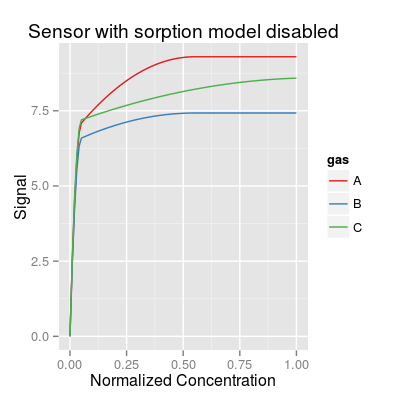 Sensor with sorption model disabled
Signal
7.5
5.0
2.5
0.0
0.00 0.25 0.50 0.75 1.00
Normalized Concentration
gas
A
B
C